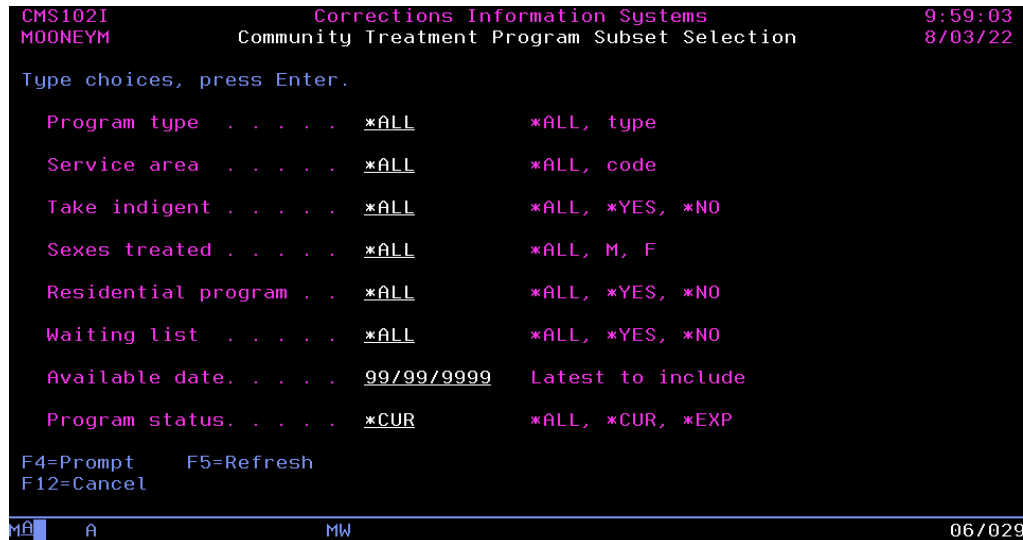 CMS102I Corrections Information Systems 9:59:03
MOONEYM Community Treatment Program Subset Selection 8/03/22
Type choices, press Enter.
Program type . . . . . *ALL *ALL, type
Service area . . . . . *ALL *ALL, code
Take indigent . . . . . *ALL *ALL, *YES, *NO
Sexes treated . . . . . *ALL *ALL, M, F
Residential program . . *ALL *ALL, *YES, *NO
Waiting list . . . . . *ALL *ALL, *YES, *NO
Available date. . . . . 99/99/9999 Latest to include
Program status. . . . . *CUR *ALL, *CUR, *EXP
F4=Prompt F5=Refresh
F12=Cancel
MA A MW 06/029